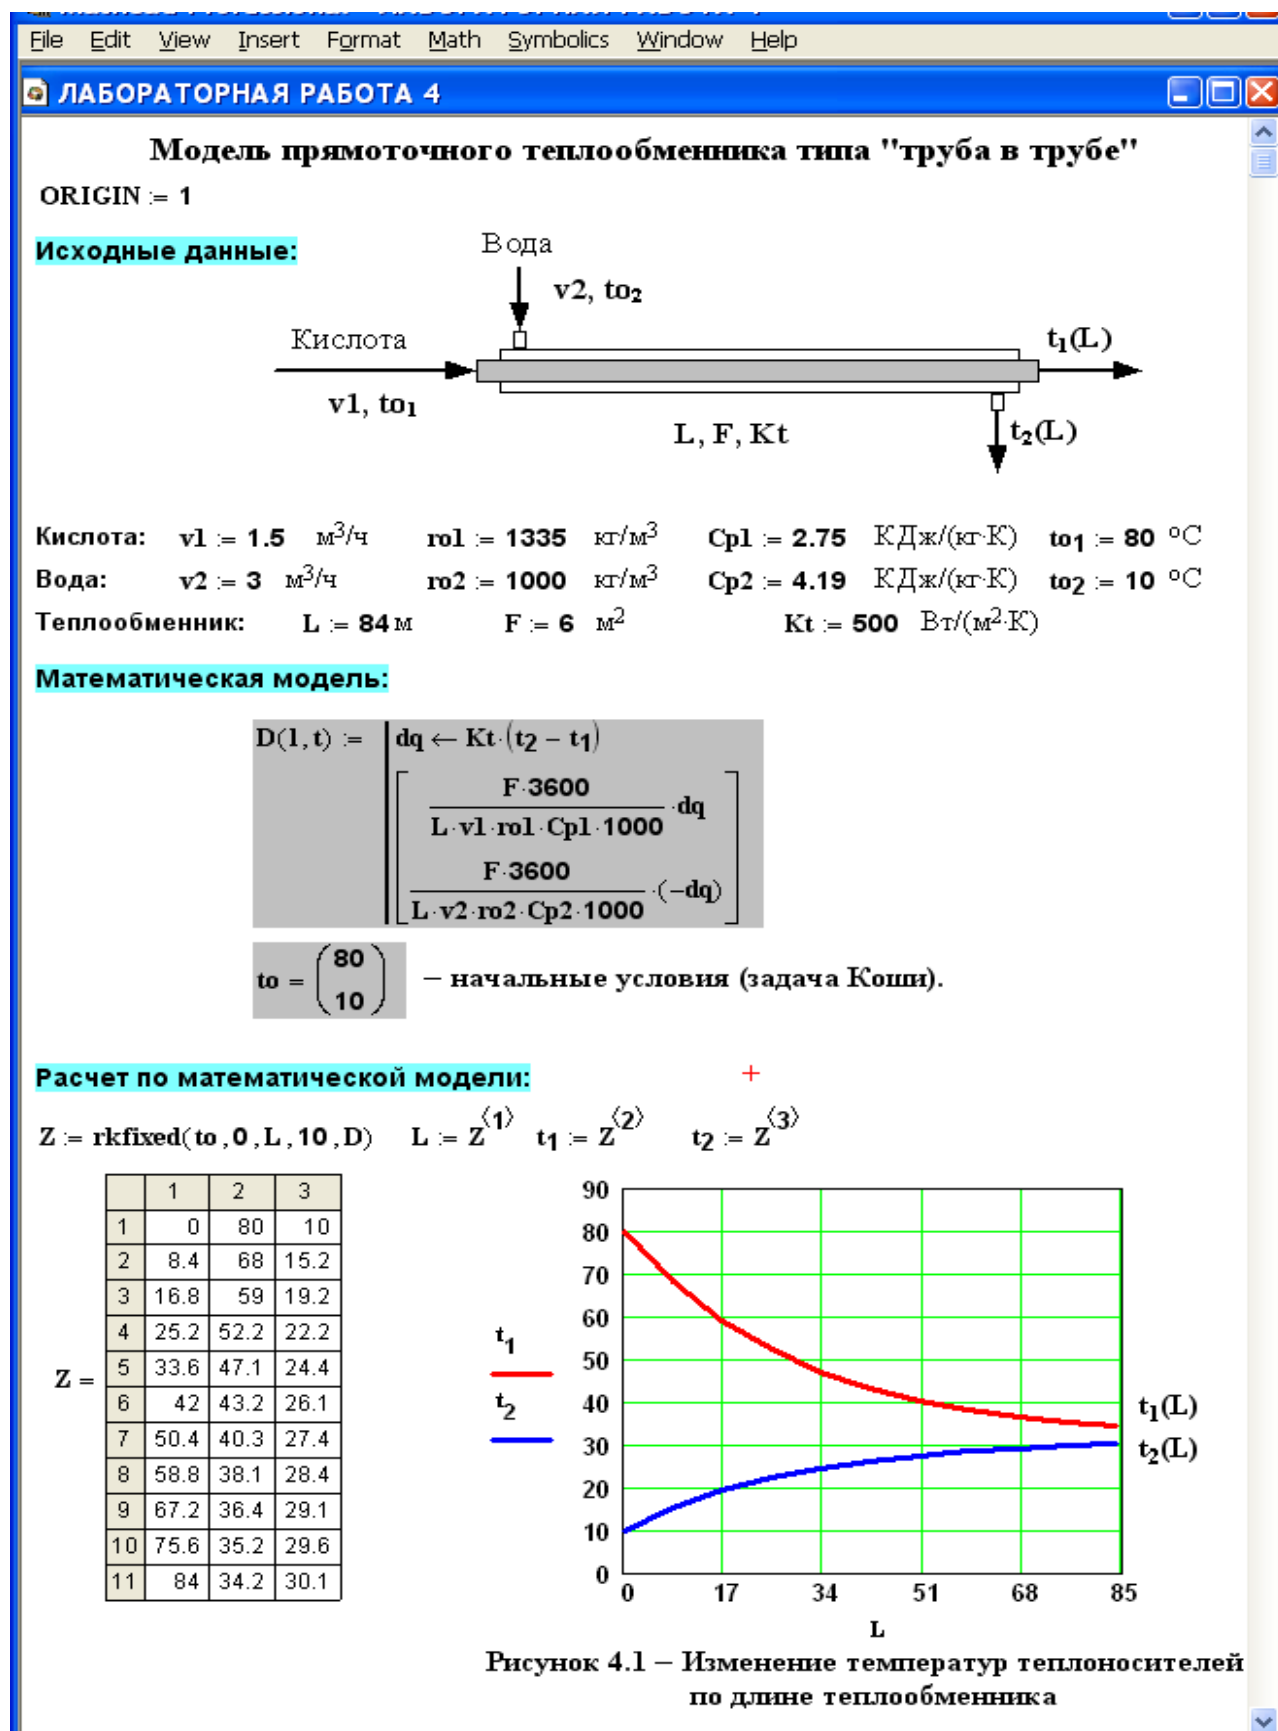 File Edit View Insert Format Math Symbolics Window Help
ЛАБОРАТОРНАЯ РАБОТА 4
Модель прямоточного теплообменника типа "труба в трубе"
ORIGIN := 1
Исходные данные:
Вода
v2, to₂
Кислота
t₁(L)
v1, to₁
L, F, Kt
t₂(L)
Кислота: v1 := 1.5 м³/ч ro1 := 1335 кг/м³ Cp1 := 2.75 КДж/(кг·К) to₁ := 80 °C
Вода: v2 := 3 м³/ч ro2 := 1000 кг/м³ Cp2 := 4.19 КДж/(кг·К) to₂ := 10 °C
Теплообменник: L := 84 м F := 6 м² Kt := 500 Вт/(м²·К)
Математическая модель:
D(l, t) := dq ← Kt·(t₂ − t₁)
F·3600
L·v1·ro1·Cp1·1000
·dq
F·3600
L·v2·ro2·Cp2·1000
·(−dq)
to =
80
10
– начальные условия (задача Коши).
Расчет по математической модели:
Z := rkfixed(to, 0, L, 10, D) L := Z⟨1⟩ t₁ := Z⟨2⟩ t₂ := Z⟨3⟩
Z =
1 2 3
1 0 80 10
2 8.4 68 15.2
3 16.8 59 19.2
4 25.2 52.2 22.2
5 33.6 47.1 24.4
6 42 43.2 26.1
7 50.4 40.3 27.4
8 58.8 38.1 28.4
9 67.2 36.4 29.1
10 75.6 35.2 29.6
11 84 34.2 30.1
90
80
70
60
50
40
30
20
10
0
t₁
t₂
t₁(L)
t₂(L)
0 17 34 51 68 85
L
Рисунок 4.1 – Изменение температур теплоносителей
по длине теплообменника